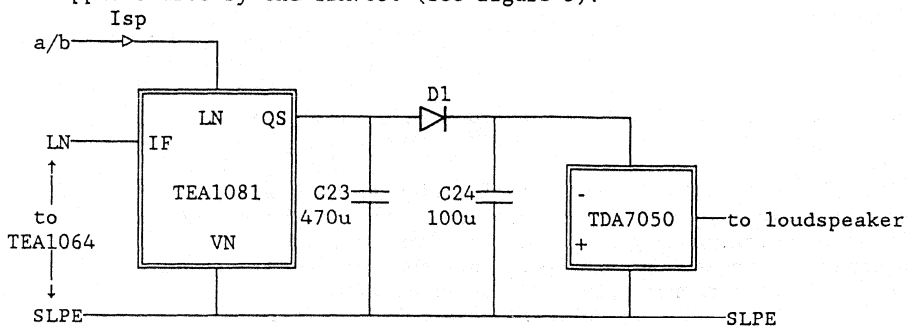 Isp
a/b
D1
LN QS
LN IF
TEA1081
C23
470u
C24
100u
-
TDA7050
to loudspeaker
+
to
TEA1064
VN
SLPE
SLPE